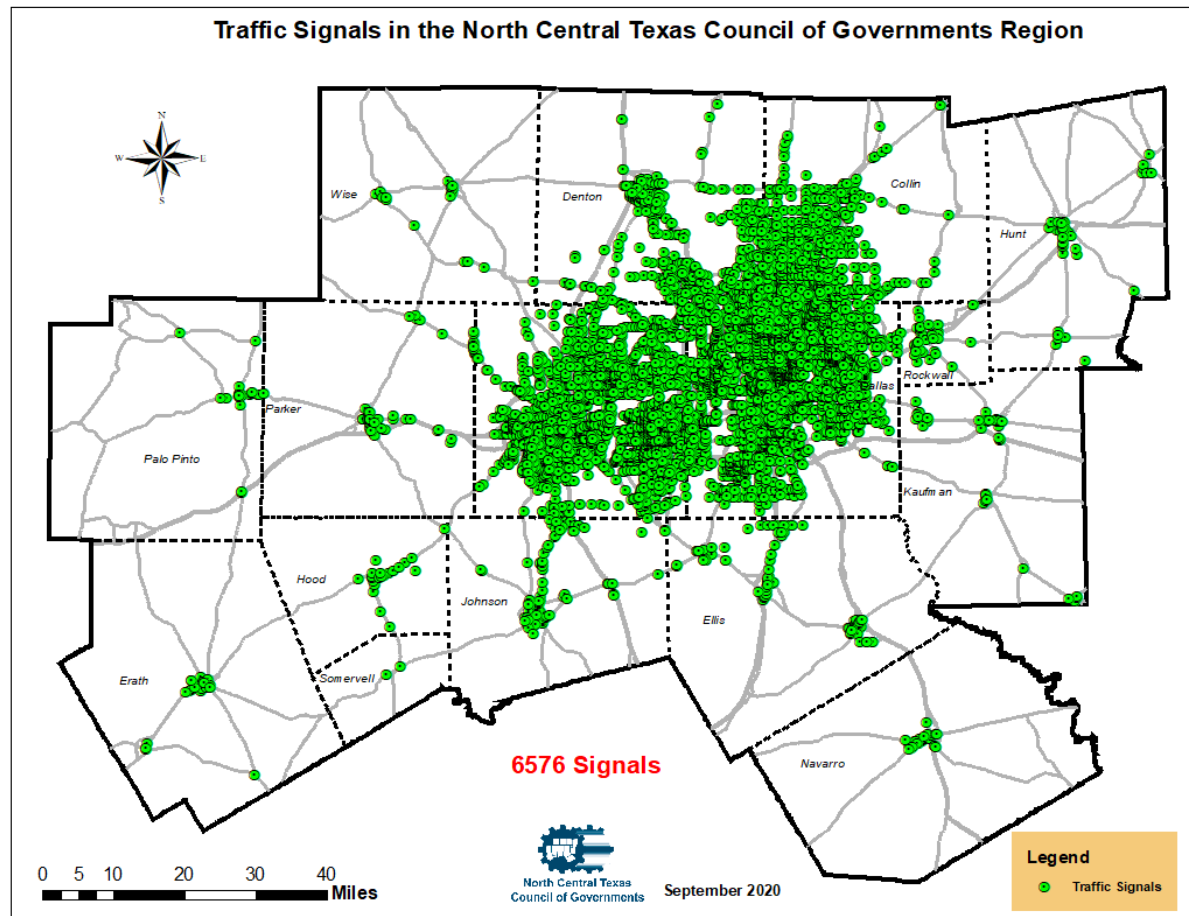 Traffic Signals in the North Central Texas Council of Governments Region
N
W E
S
Wise
Denton
Collin
Hunt
Palo Pinto
Parker
Rockwall
Kaufman
Hood
Johnson
Ellis
Erath
Somervell
Navarro
6576 Signals
0 5 10 20 30 40
Miles
North Central Texas
Council of Governments
September 2020
Legend
Traffic Signals